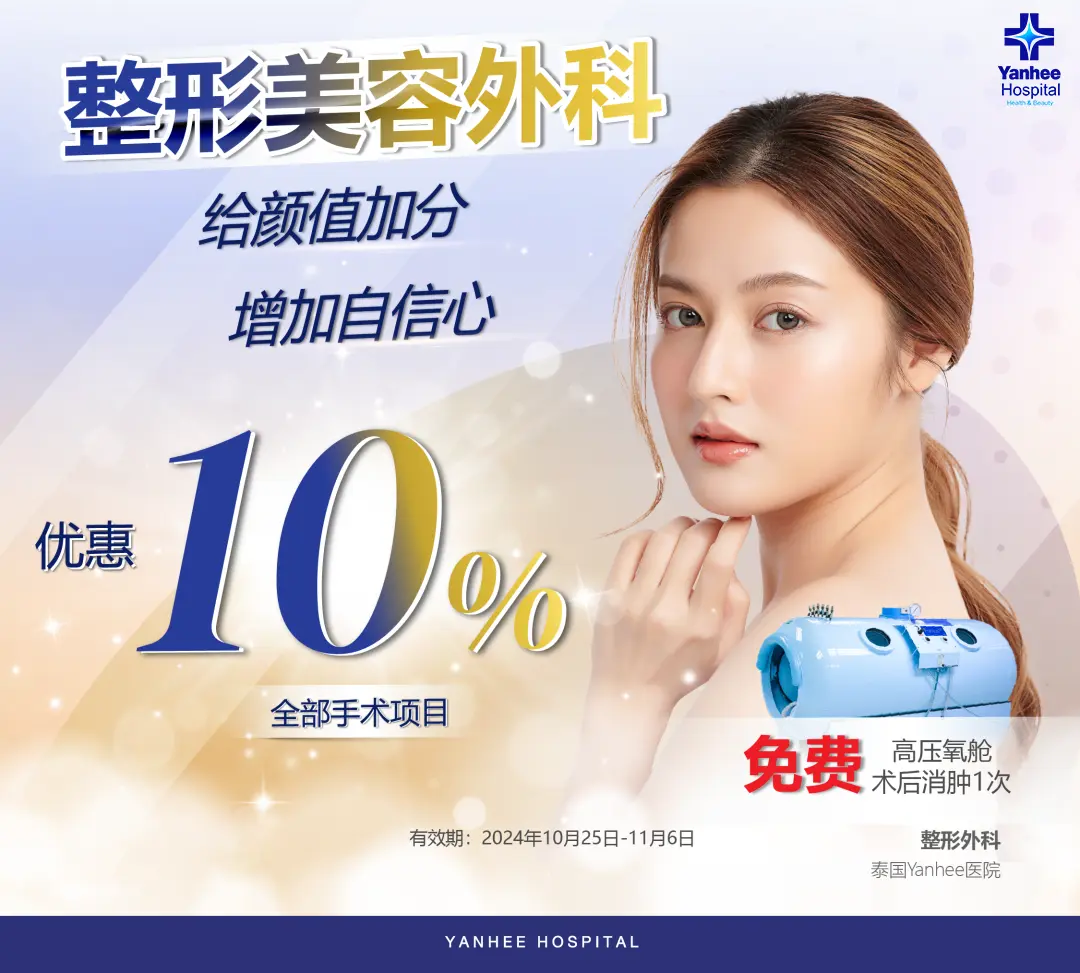 整形美容外科
Yanhee
Hospital
Health & Beauty
给颜值加分
增加自信心
优惠
10%
全部手术项目
免费
高压氧舱
术后消肿1次
有效期：2024年10月25日-11月6日
整形外科
泰国Yanhee医院
YANHEE HOSPITAL